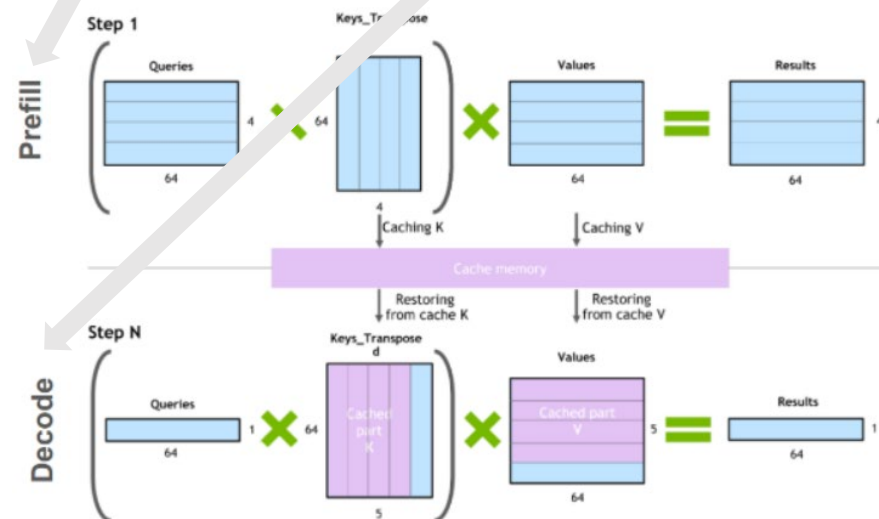 Step 1
Prefill
Queries
4
64
64
4
Values
64
Results
64
Caching K
Caching V
Cache memory
Restoring
from cache K
Restoring
from cache V
Step N
Decode
Queries
1
64
Keys_Transpose
d
64
Cached
part
K
5
Values
Cached part
V
5
64
Results
1
64